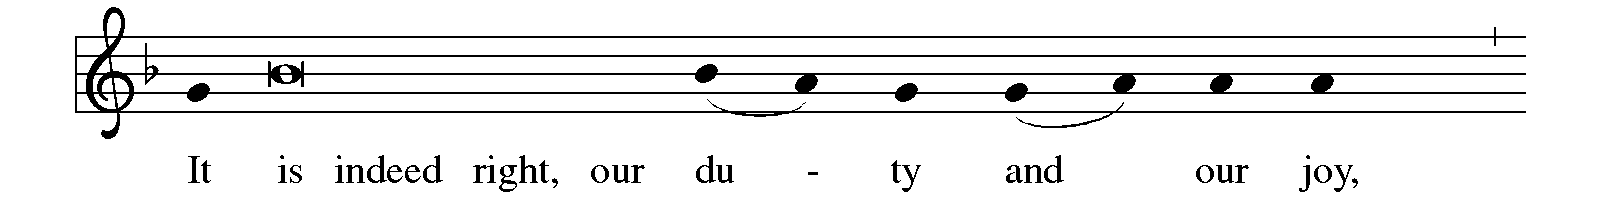 It is indeed right, our du - ty and our joy,